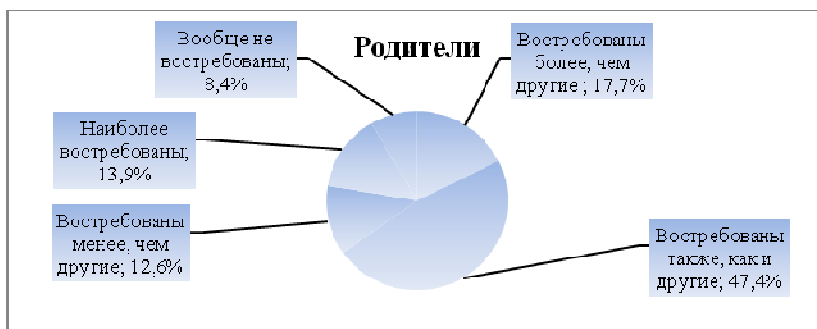 Родители
Вообще не
востребованы;
8,4%
Востребованы
более, чем
другие ; 17,7%
Наиболее
востребованы;
13,9%
Востребованы
менее, чем
другие; 12,6%
Востребованы
также, как и
другие; 47,4%